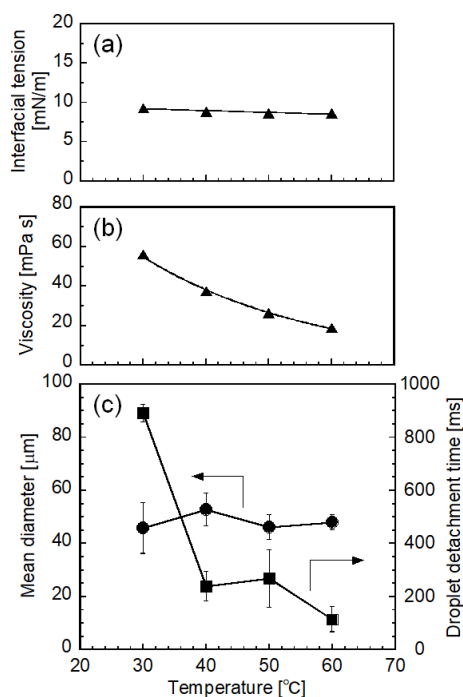 (a)
Interfacial tension
[mN/m]
20
15
10
5
0
(b)
Viscosity [mPa s]
80
60
40
20
0
(c)
Mean diameter [μm]
100
80
60
40
20
0
Droplet detachment time [ms]
1000
800
600
400
200
0
20 30 40 50 60 70
Temperature [°C]